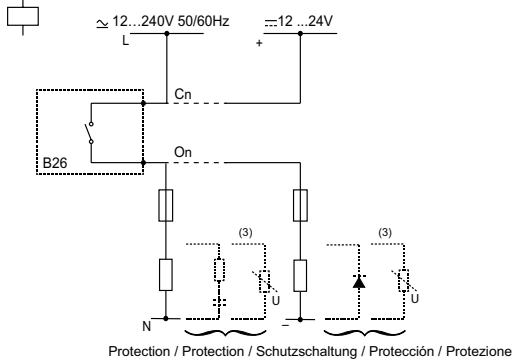 ≃ 12...240V 50/60Hz
⎓12 ...24V
L
+
Cn
B26
On
(3)
(3)
U
U
N
–
Protection / Protection / Schutzschaltung / Protección / Protezione